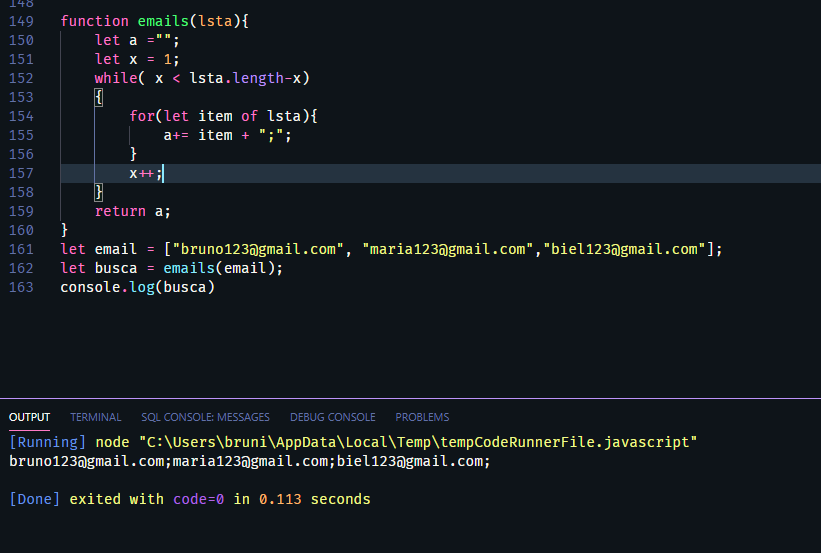 148
149 function emails(lsta){
150     let a ="";
151     let x = 1;
152     while( x < lsta.length-x)
153     {
154         for(let item of lsta){
155             a+= item + ";";
156         }
157         x++;
158     }
159     return a;
160 }
161 let email = ["bruno123@gmail.com", "maria123@gmail.com","biel123@gmail.com"];
162 let busca = emails(email);
163 console.log(busca)
OUTPUT TERMINAL SQL CONSOLE: MESSAGES DEBUG CONSOLE PROBLEMS
[Running] node "C:\Users\bruni\AppData\Local\Temp\tempCodeRunnerFile.javascript"
bruno123@gmail.com;maria123@gmail.com;biel123@gmail.com;
[Done] exited with code=0 in 0.113 seconds